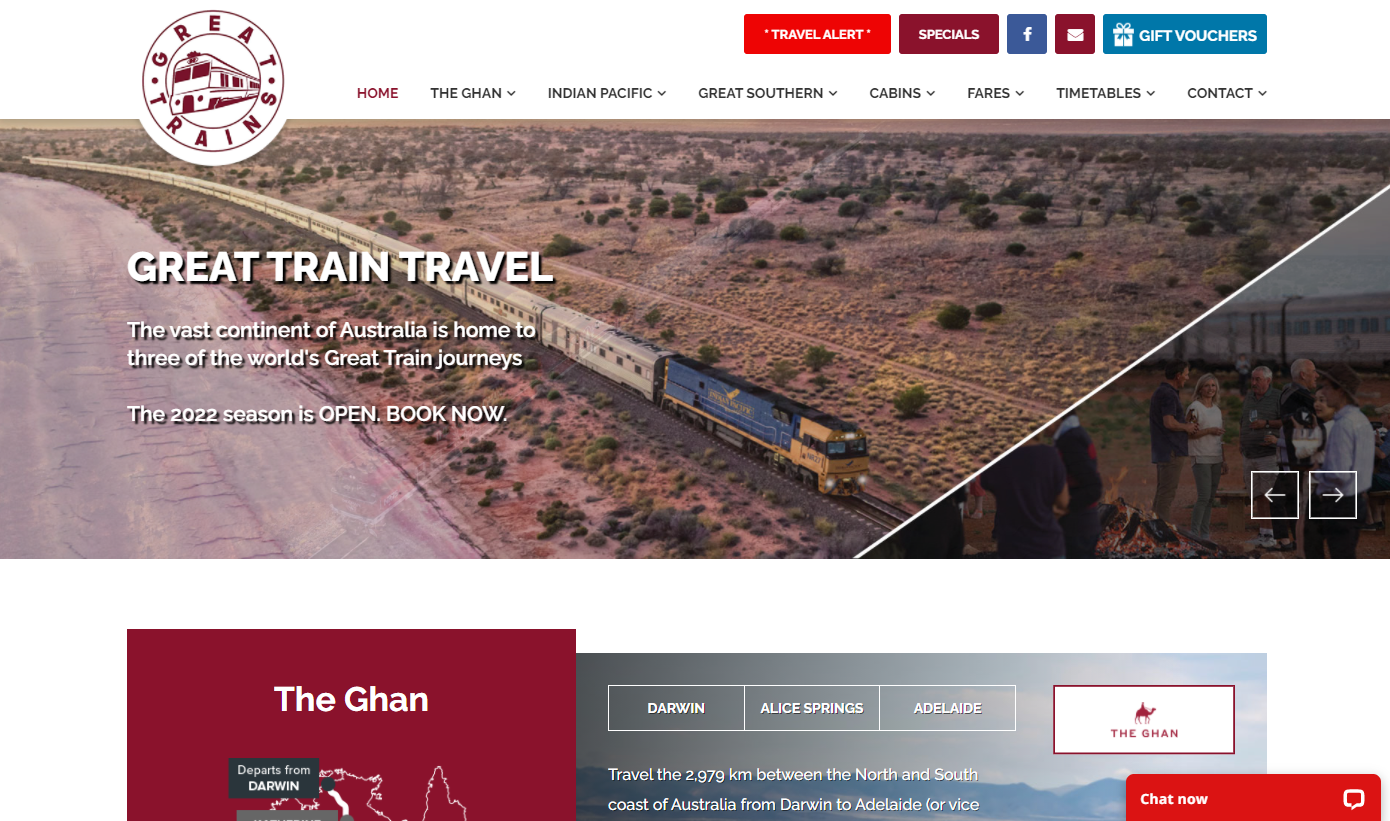 GREAT TRAINS
* TRAVEL ALERT *
SPECIALS
GIFT VOUCHERS
HOME
THE GHAN
INDIAN PACIFIC
GREAT SOUTHERN
CABINS
FARES
TIMETABLES
CONTACT
GREAT TRAIN TRAVEL
The vast continent of Australia is home to
three of the world's Great Train journeys
The 2022 season is OPEN. BOOK NOW.
The Ghan
Departs from
DARWIN
DARWIN
ALICE SPRINGS
ADELAIDE
THE GHAN
Travel the 2,979 km between the North and South
coast of Australia from Darwin to Adelaide (or vice
Chat now